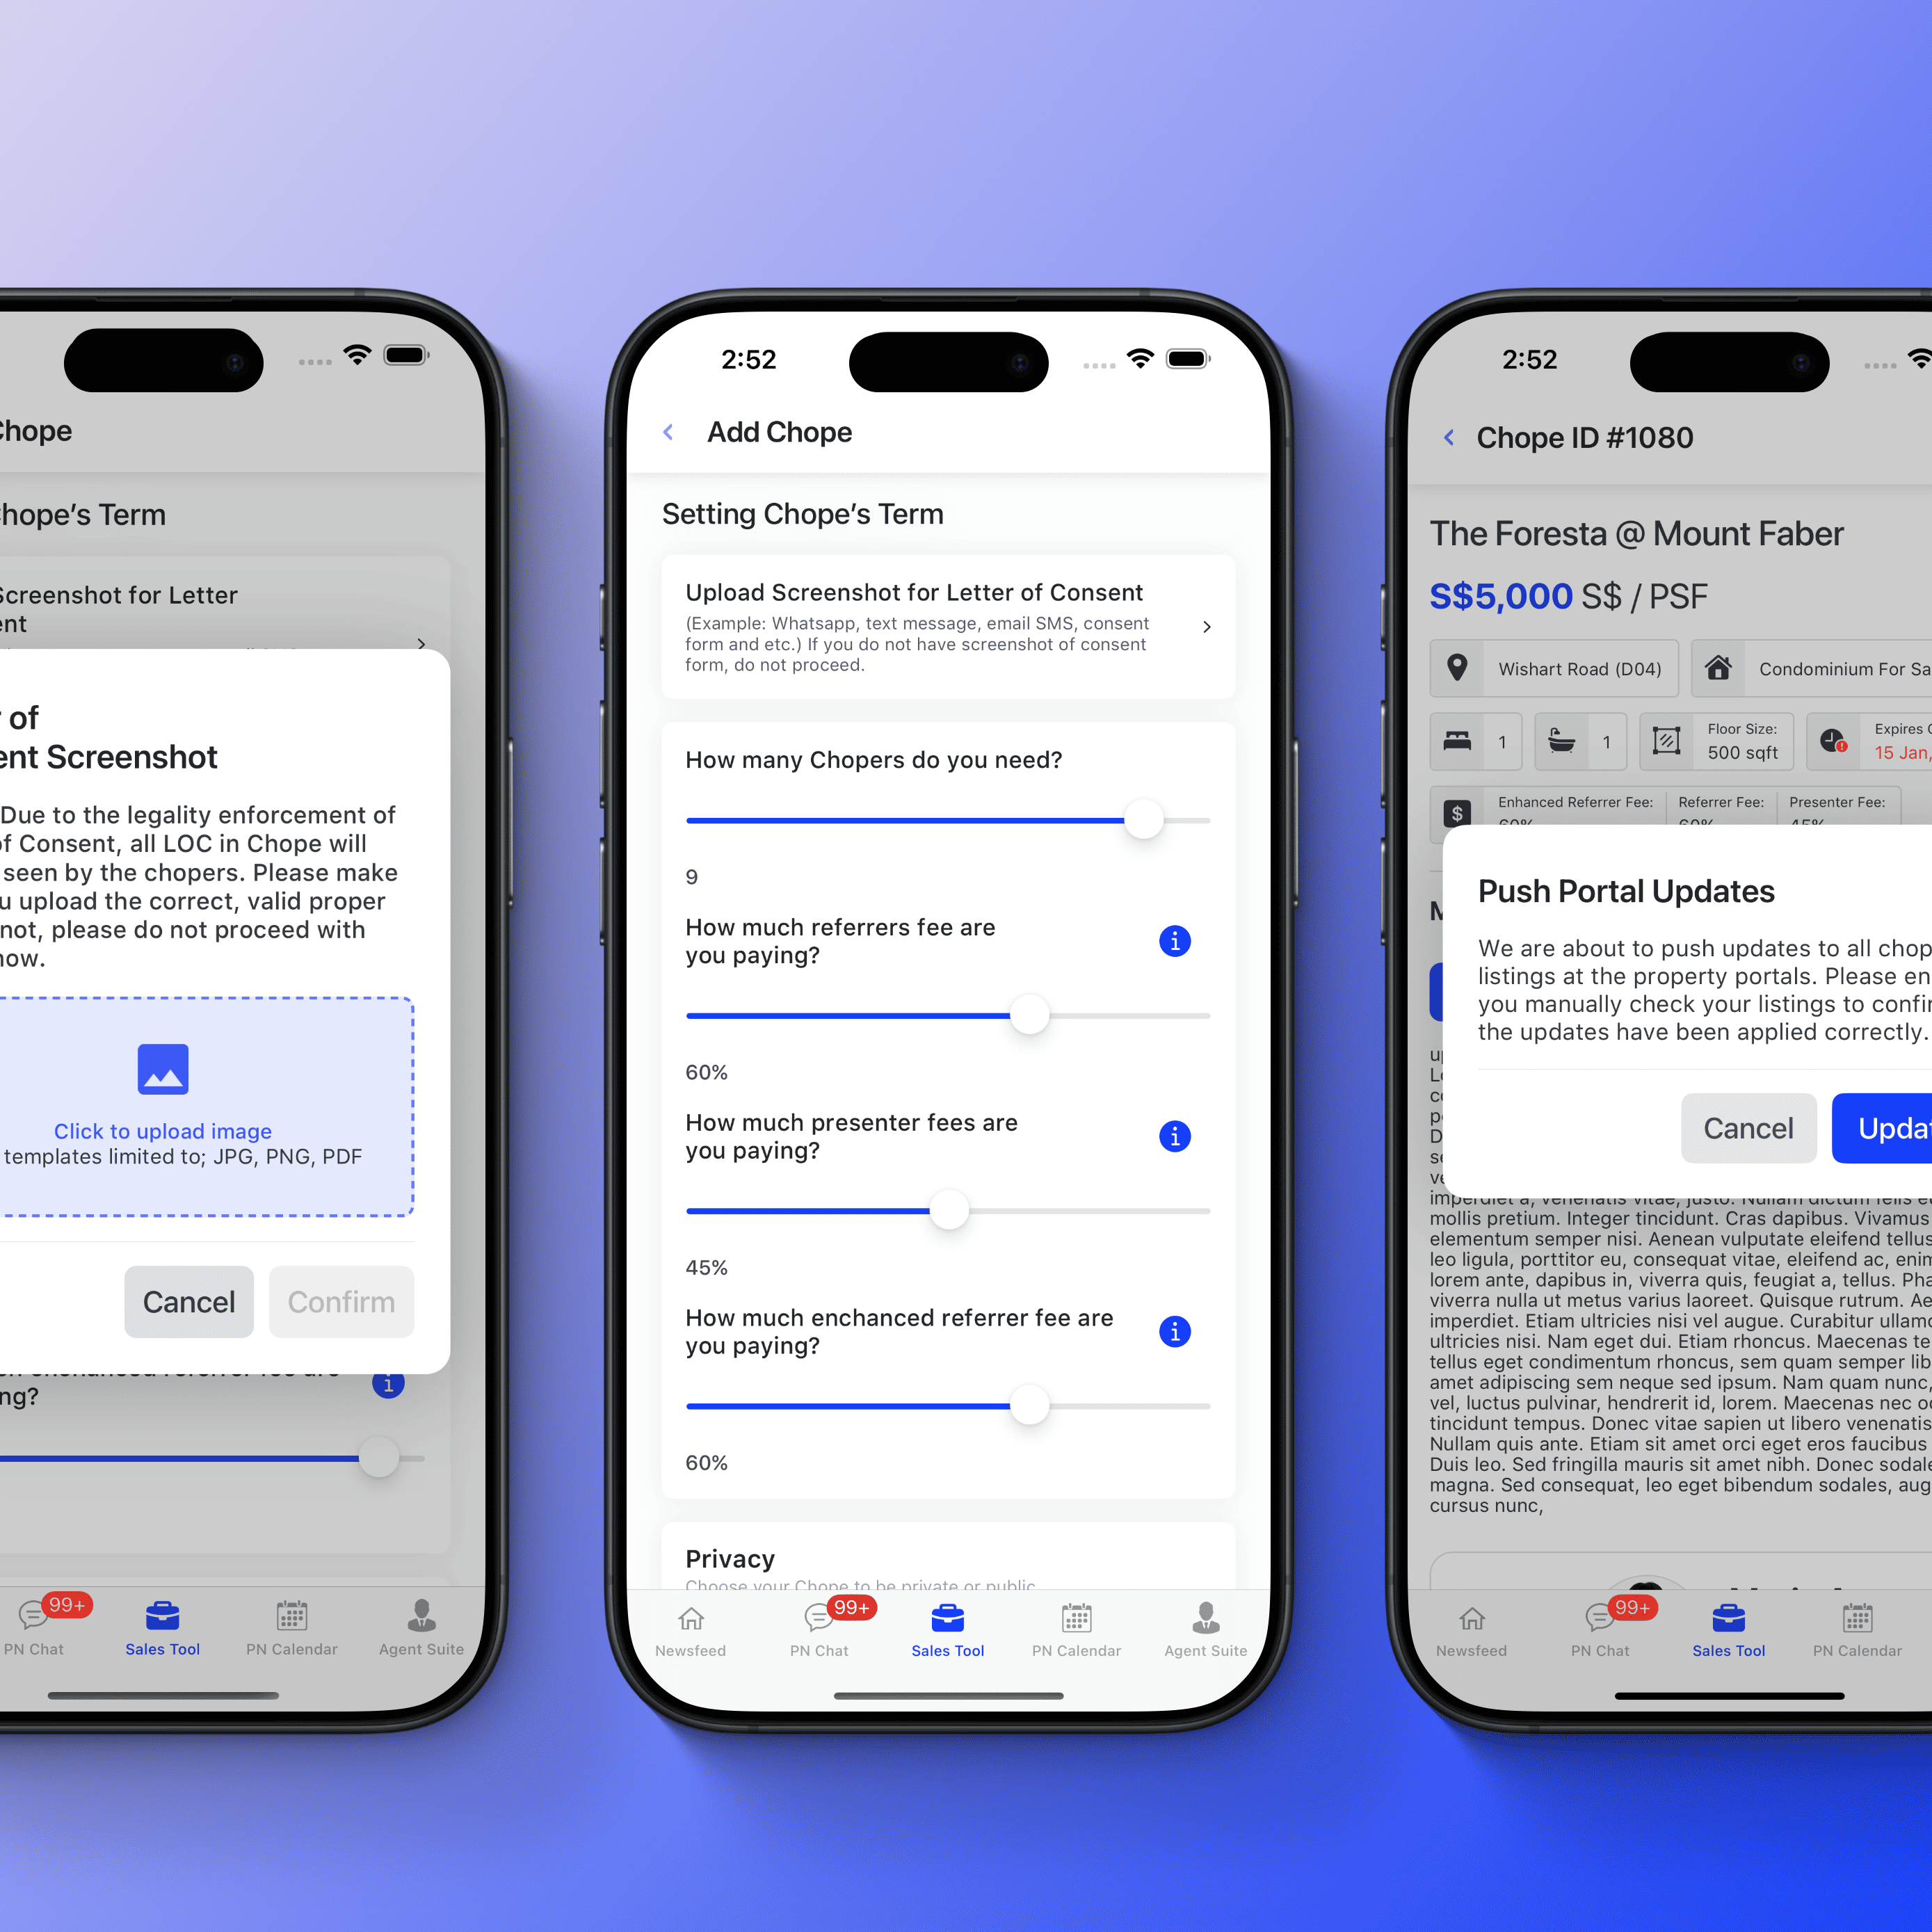 Chope
Chope's Term
Screenshot for Letter
of
Screenshot
Due to the legality enforcement of
of Consent, all LOC in Chope will
seen by the chopers. Please make
upload the correct, valid proper
not, please do not proceed with
now.
Click to upload image
templates limited to; JPG, PNG, PDF
Cancel
Confirm
enchanced referrer fee are
99+
PN Chat
Sales Tool
PN Calendar
Agent Suite
2:52
Add Chope
Setting Chope's Term
Upload Screenshot for Letter of Consent
(Example: Whatsapp, text message, email SMS, consent
form and etc.) If you do not have screenshot of consent
form, do not proceed.
How many Chopers do you need?
9
How much referrers fee are
you paying?
60%
How much presenter fees are
you paying?
45%
How much enchanced referrer fee are
you paying?
60%
Privacy
Choose your Chope to be private or public
Newsfeed
99+
PN Chat
Sales Tool
PN Calendar
Agent Suite
2:52
Chope ID #1080
The Foresta @ Mount Faber
S$5,000 S$ / PSF
Wishart Road (D04)
Condominium For
1
1
Floor Size:
500 sqft
Expires
15 Jan,
Enhanced Referrer Fee:
60%
Referrer Fee:
60%
Presenter Fee:
45%
Push Portal Updates
We are about to push updates to all
listings at the property portals. Please
you manually check your listings to
the updates have been applied correctly.
Cancel
imperdiet a, venenatis vitae, justo. Nullam dictum felis
mollis pretium. Integer tincidunt. Cras dapibus. Vivamus
elementum semper nisi. Aenean vulputate eleifend tellus
leo ligula, porttitor eu, consequat vitae, eleifend ac,
lorem ante, dapibus in, viverra quis, feugiat a, tellus.
viverra nulla ut metus varius laoreet. Quisque rutrum.
imperdiet. Etiam ultricies nisi vel augue. Curabitur
ultricies nisi. Nam eget dui. Etiam rhoncus. Maecenas
tellus eget condimentum rhoncus, sem quam semper
amet adipiscing sem neque sed ipsum. Nam quam nunc,
vel, luctus pulvinar, hendrerit id, lorem. Maecenas nec
tincidunt tempus. Donec vitae sapien ut libero venenatis
Nullam quis ante. Etiam sit amet orci eget eros faucibus
Duis leo. Sed fringilla mauris sit amet nibh. Donec
magna. Sed consequat, leo eget bibendum sodales,
cursus nunc,
Newsfeed
99+
PN Chat
Sales Tool
PN Calendar